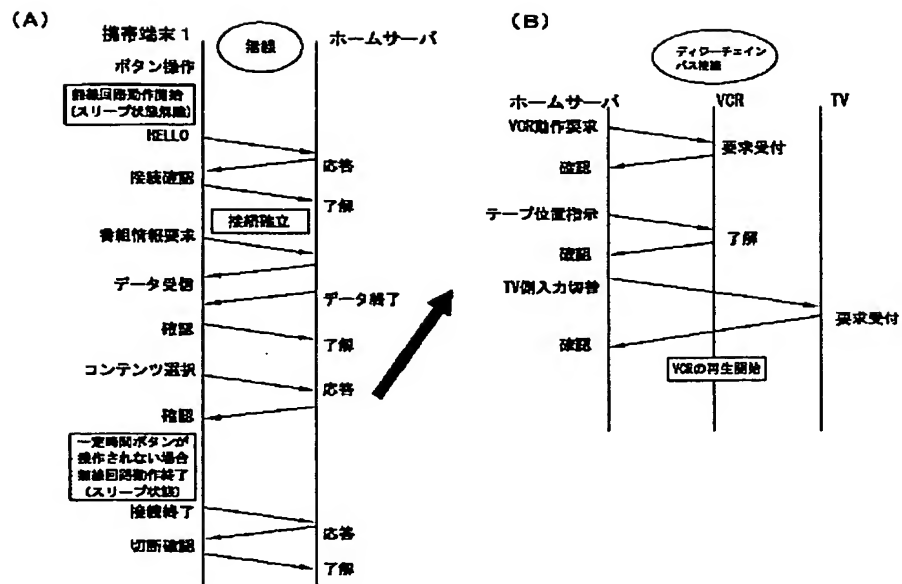 (A)
携帯端末1
無線
ホームサーバ
ボタン操作
無線回路動作開始
(スリープ状態解除)
HELLO
応答
接続確認
了解
接続確立
番組情報要求
データ受信
データ終了
確認
了解
コンテンツ選択
応答
確認
一定時間ボタンが
操作されない場合
無線回路動作終了
(スリープ状態)
接続終了
応答
切断確認
了解
(B)
ディジーチェイン
バス接続
ホームサーバ
VCR
TV
VCR動作要求
要求受付
確認
テープ位置指示
了解
確認
TV側入力切替
要求受付
確認
VCRの再生開始